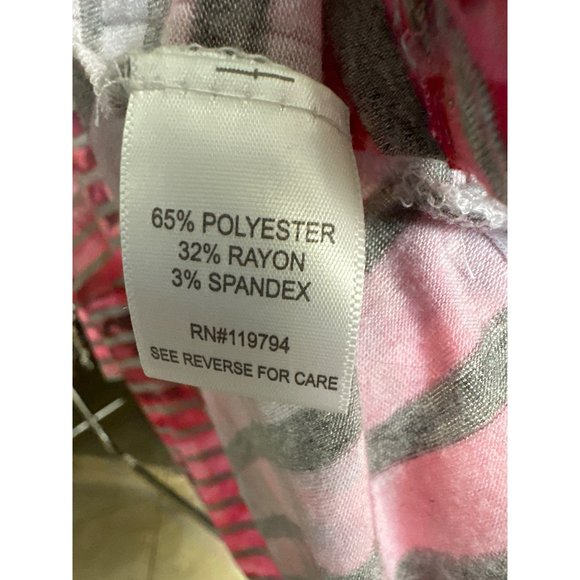 65% POLYESTER
32% RAYON
3% SPANDEX
RN#119794
SEE REVERSE FOR CARE